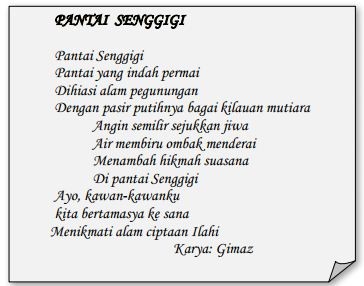 PANTAI SENGGIGI
Pantai Senggigi
Pantai yang indah permai
Dihiasi alam pegunungan
Dengan pasir putihnya bagai kilauan mutiara
Angin semilir sejukkan jiwa
Air membiru ombak menderai
Menambah hikmah suasana
Di pantai Senggigi
Ayo, kawan-kawanku
kita bertamasya ke sana
Menikmati alam ciptaan Ilahi
Karya: Gimaz